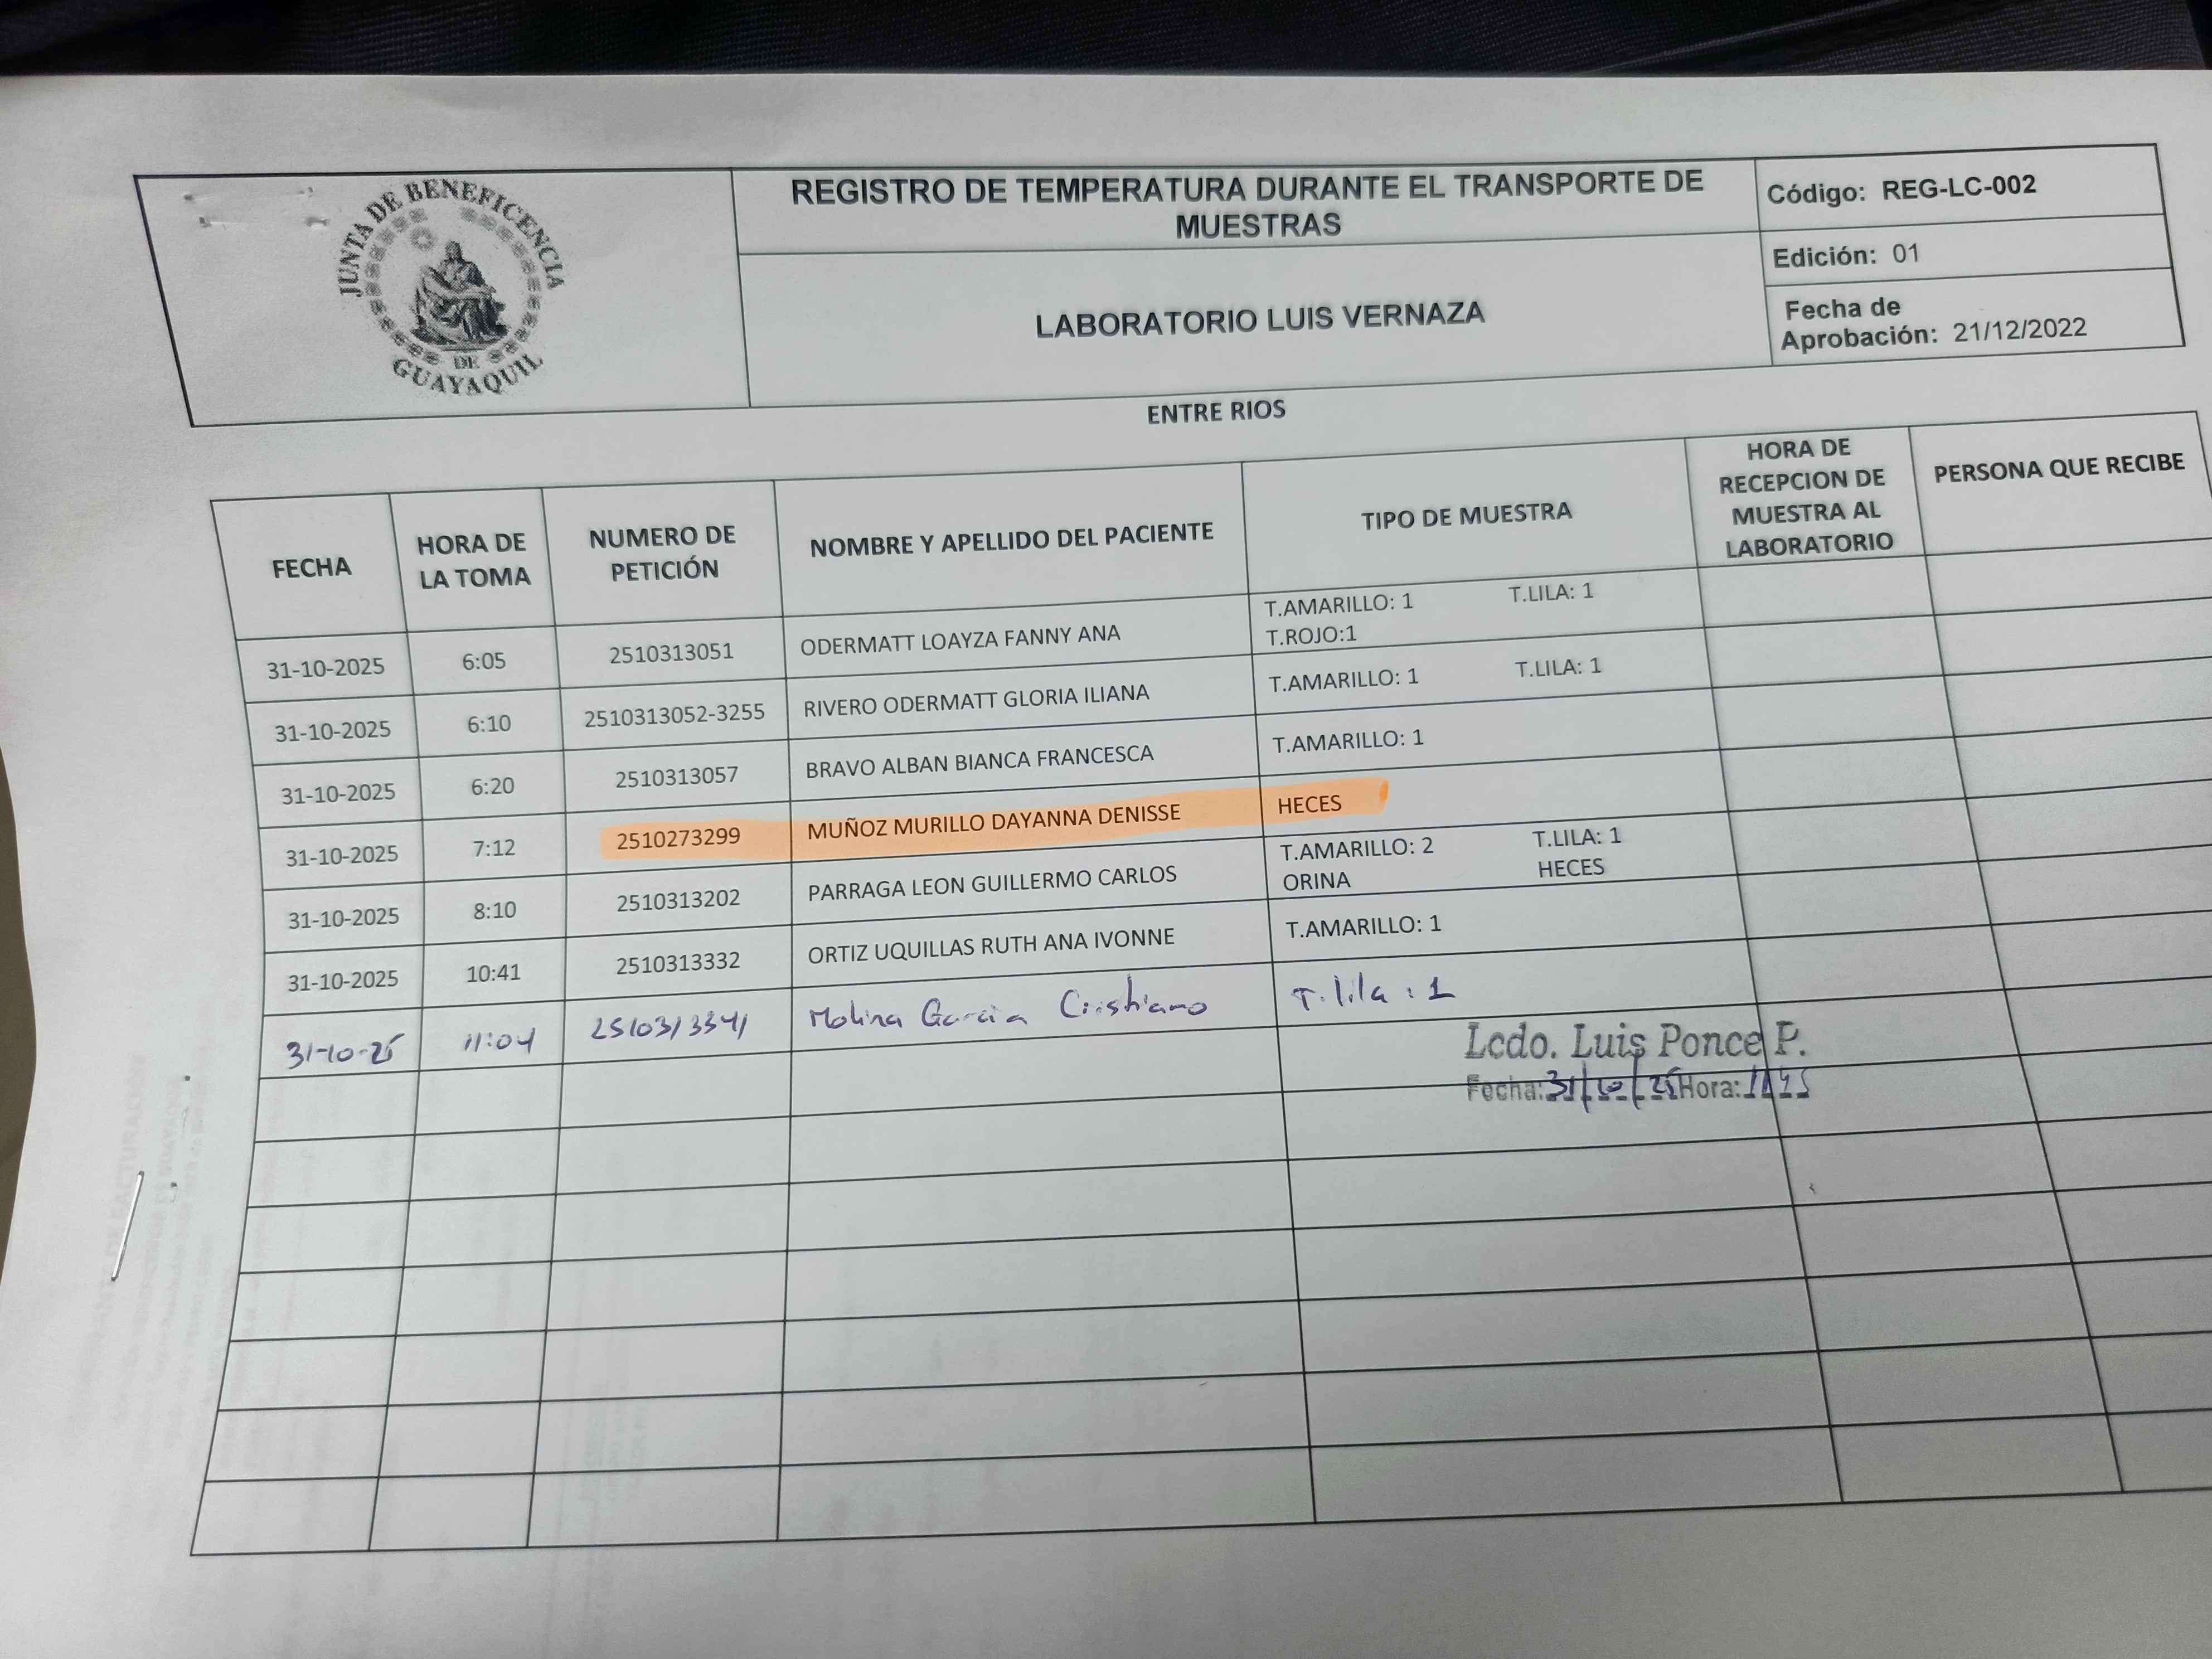 JUNTA DE BENEFICENCIA
DE
GUAYAQUIL
REGISTRO DE TEMPERATURA DURANTE EL TRANSPORTE DE
MUESTRAS
LABORATORIO LUIS VERNAZA
Código: REG-LC-002
Edición: 01
Fecha de
Aprobación: 21/12/2022
ENTRE RIOS
FECHA
HORA DE
LA TOMA
NUMERO DE
PETICIÓN
NOMBRE Y APELLIDO DEL PACIENTE
TIPO DE MUESTRA
HORA DE
RECEPCION DE
MUESTRA AL
LABORATORIO
PERSONA QUE RECIBE
31-10-2025 6:05 2510313051 ODERMATT LOAYZA FANNY ANA T.AMARILLO: 1 T.LILA: 1
T.ROJO:1
31-10-2025 6:10 2510313052-3255 RIVERO ODERMATT GLORIA ILIANA T.AMARILLO: 1 T.LILA: 1
31-10-2025 6:20 2510313057 BRAVO ALBAN BIANCA FRANCESCA T.AMARILLO: 1
31-10-2025 7:12 2510273299 MUÑOZ MURILLO DAYANNA DENISSE HECES
31-10-2025 8:10 2510313202 PARRAGA LEON GUILLERMO CARLOS T.AMARILLO: 2 T.LILA: 1
ORINA HECES
31-10-2025 10:41 2510313332 ORTIZ UQUILLAS RUTH ANA IVONNE T.AMARILLO: 1
31-10-25 11:04 2510313341 Molina Garcia Cristiano T. lila : 1
Lcdo. Luis Ponce P.
Fecha: 31/10/25 Hora: 1145